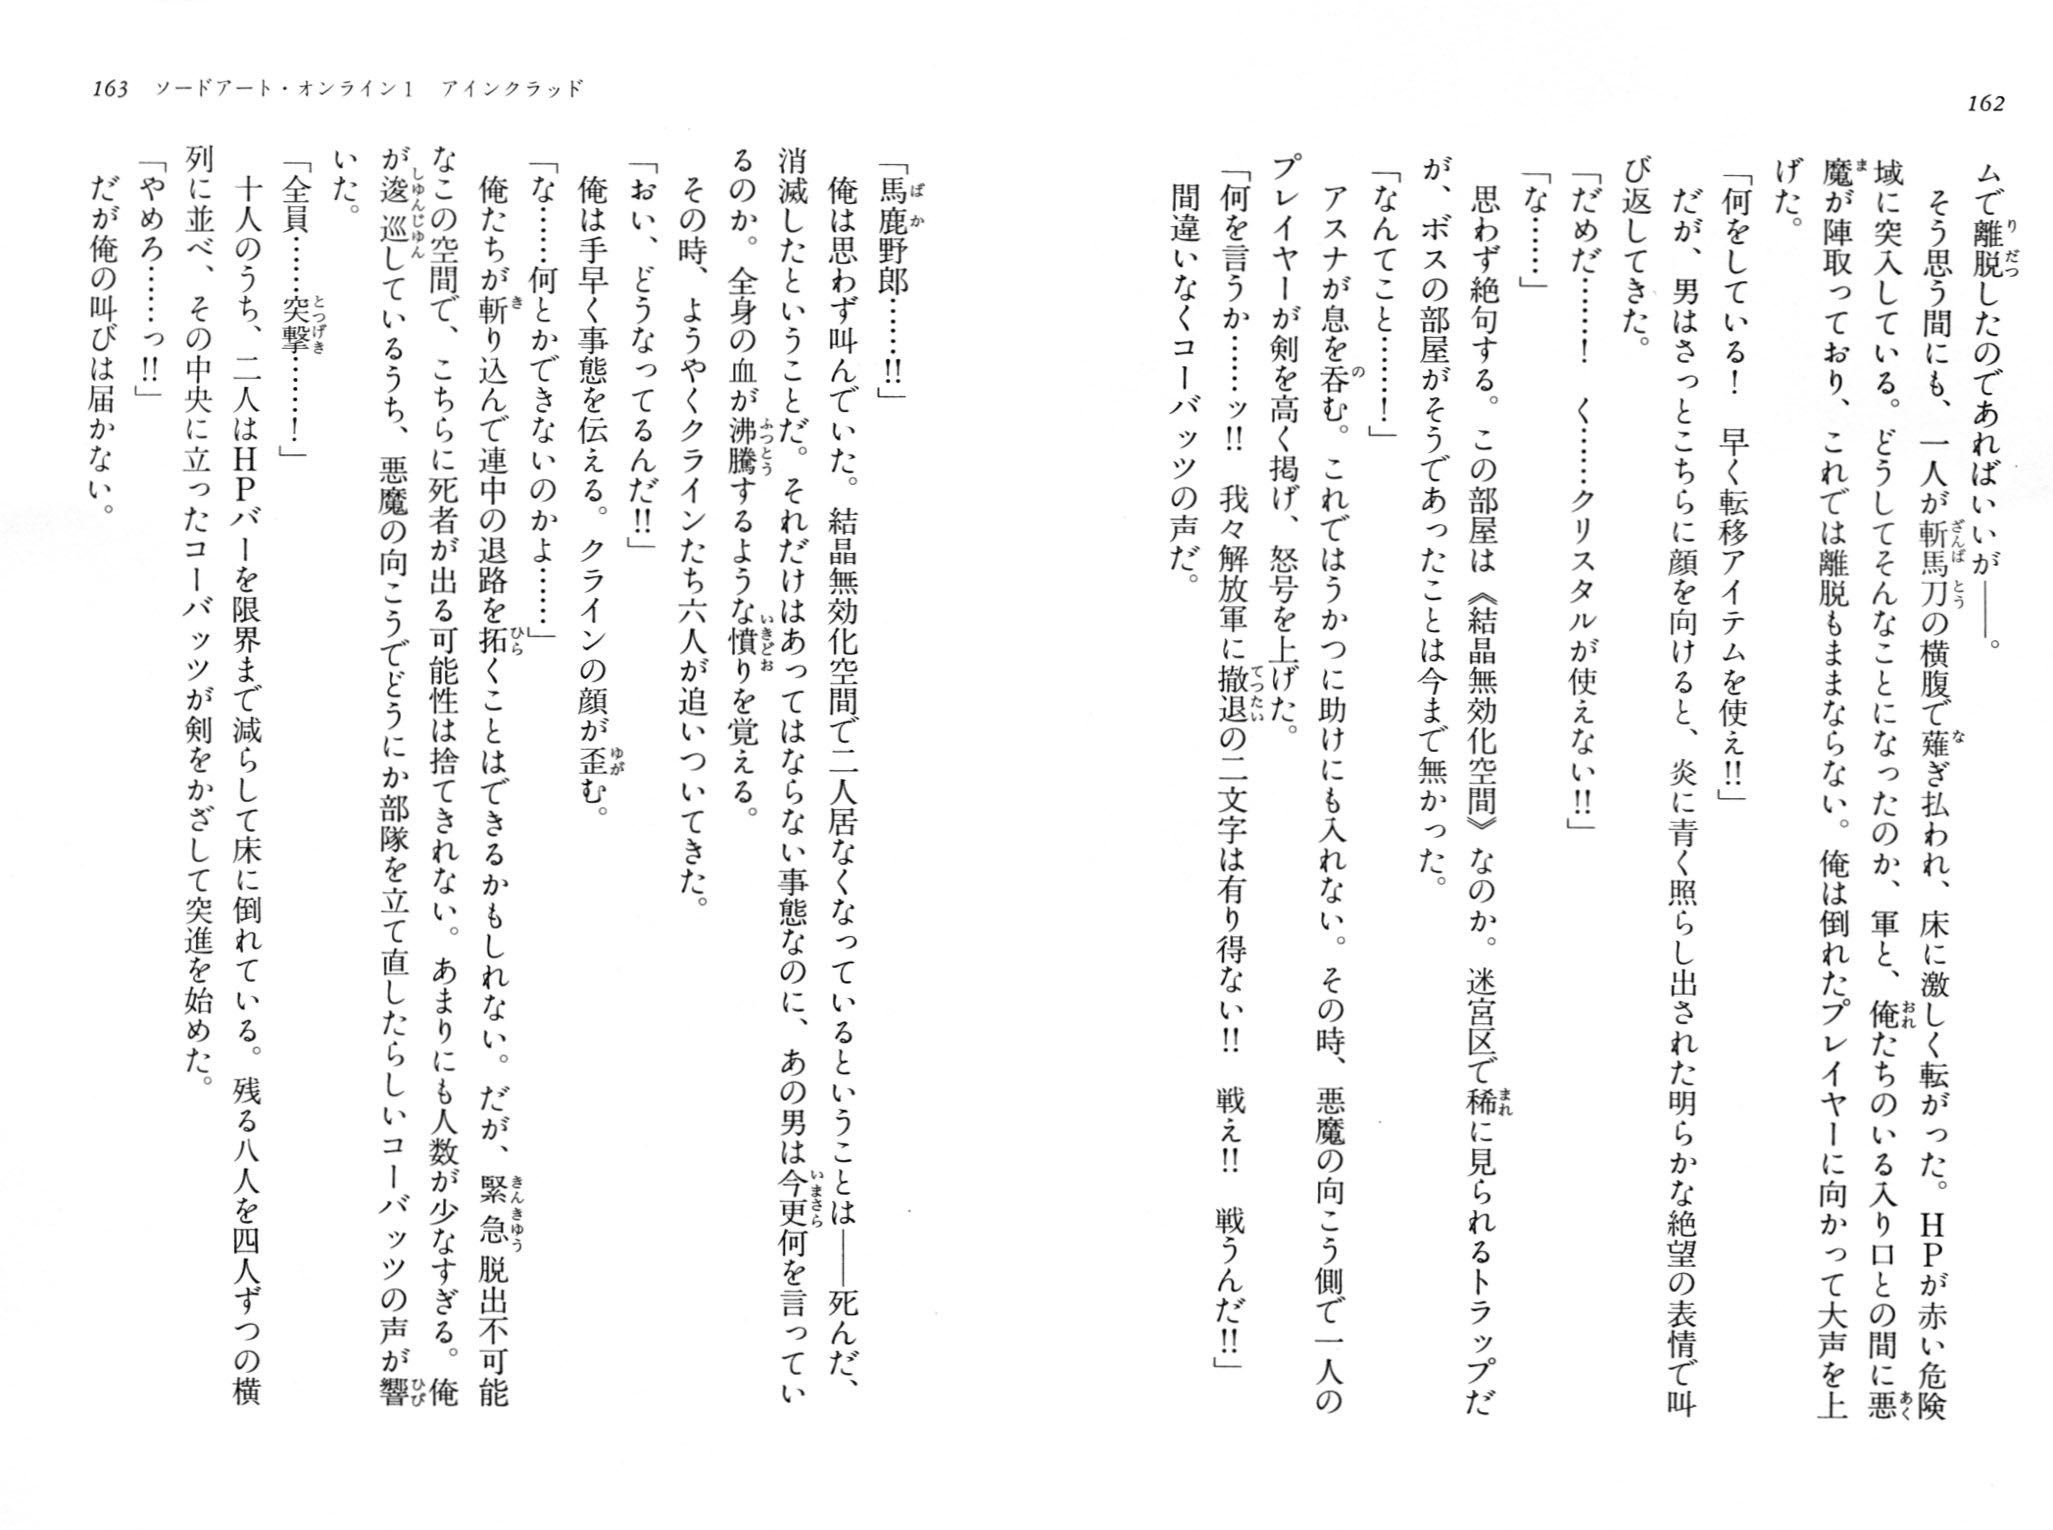 162
ムで離脱したのであればいいが――。
そう思う間にも、一人が斬馬刀の横腹で薙ぎ払われ、床に激しく転がった。ＨＰが赤い危険
域に突入している。どうしてそんなことになったのか、軍と、俺たちのいる入り口との間に悪
魔が陣取っており、これでは離脱もままならない。俺は倒れたプレイヤーに向かって大声を上
げた。
「何をしている！　早く転移アイテムを使え!!」
だが、男はさっとこちらに顔を向けると、炎に青く照らし出された明らかな絶望の表情で叫
び返してきた。
「だめだ……！　く……クリスタルが使えない!!」
「な……」
思わず絶句する。この部屋は《結晶無効化空間》なのか。迷宮区で稀に見られるトラップだ
が、ボスの部屋がそうであったことは今まで無かった。
「なんてこと……！」
アスナが息を呑む。これではうかつに助けにも入れない。その時、悪魔の向こう側で一人の
プレイヤーが剣を高く掲げ、怒号を上げた。
「何を言うか……ッ!!　我々解放軍に撤退の二文字は有り得ない!!　戦え!!　戦うんだ!!」
間違いなくコーバッツの声だ。
163　ソードアート・オンライン1　アインクラッド
「馬鹿野郎……!!」
俺は思わず叫んでいた。結晶無効化空間で二人居なくなっているということは――死んだ、
消滅したということだ。それだけはあってはならない事態なのに、あの男は今更何を言ってい
るのか。全身の血が沸騰するような憤りを覚える。
その時、ようやくクラインたち六人が追いついてきた。
「おい、どうなってるんだ!!」
俺は手早く事態を伝える。クラインの顔が歪む。
「な……何とかできないのかよ……」
俺たちが斬り込んで連中の退路を拓くことはできるかもしれない。だが、緊急脱出不可能
なこの空間で、こちらに死者が出る可能性は捨てきれない。あまりにも人数が少なすぎる。俺
が逡巡しているうち、悪魔の向こうでどうにか部隊を立て直したらしいコーバッツの声が響
いた。
「全員……突撃……！」
十人のうち、二人はＨＰバーを限界まで減らして床に倒れている。残る八人を四人ずつの横
列に並べ、その中央に立ったコーバッツが剣をかざして突進を始めた。
「やめろ……っ!!」
だが俺の叫びは届かない。